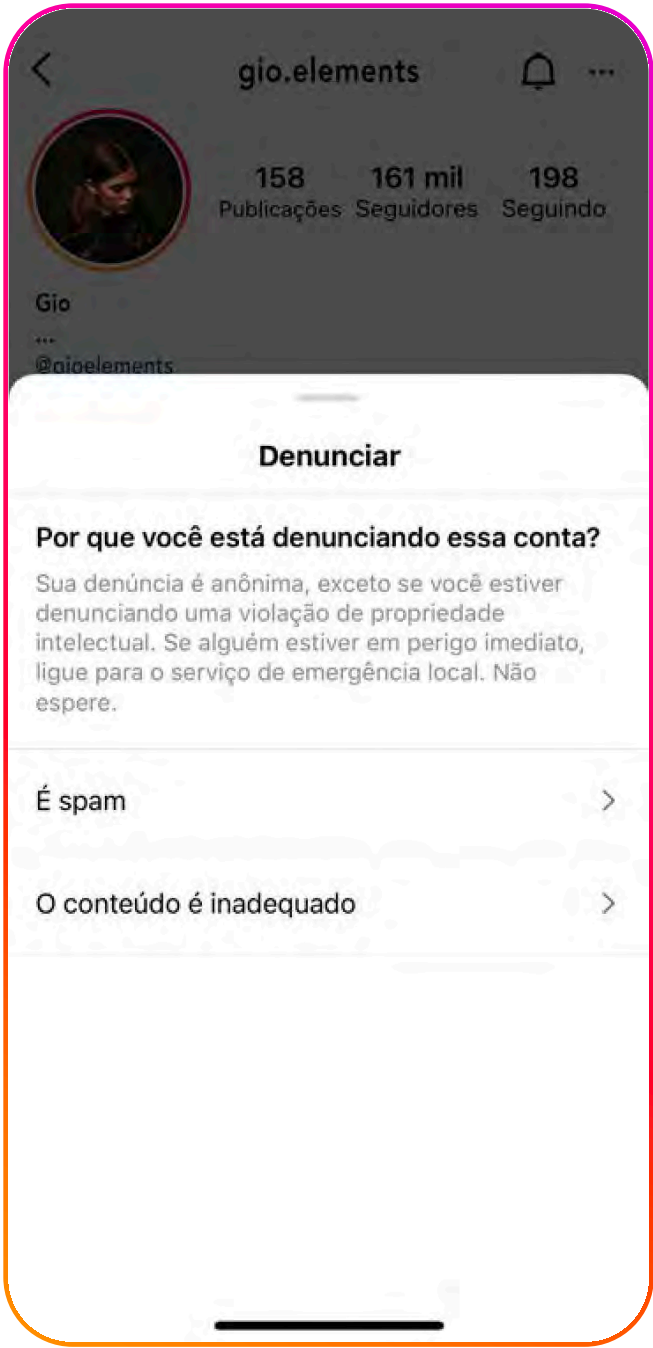 gio.elements
158 161 mil 198
Publicações Seguidores Seguindo
Gio
...
@gioelements
Denunciar
Por que você está denunciando essa conta?
Sua denúncia é anônima, exceto se você estiver
denunciando uma violação de propriedade
intelectual. Se alguém estiver em perigo imediato,
ligue para o serviço de emergência local. Não
espere.
É spam
O conteúdo é inadequado